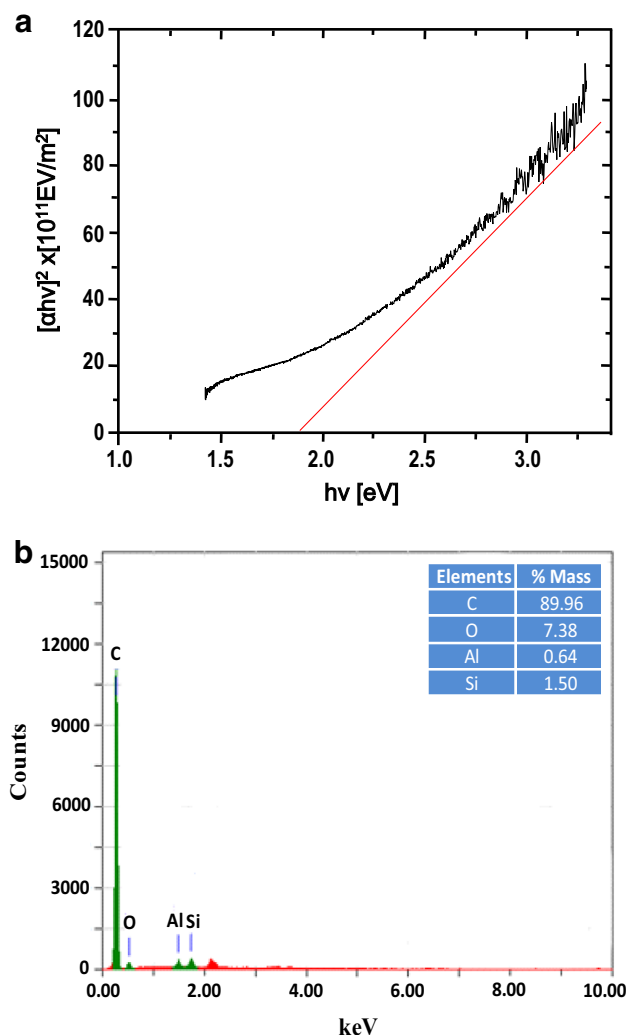 a
120
100
80
60
40
20
0
[αhν]² x[10¹¹EV/m²]
1.0 1.5 2.0 2.5 3.0
hν [eV]
b
15000
12000
9000
6000
3000
0
Counts
Elements % Mass
C 89.96
O 7.38
Al 0.64
Si 1.50
C
O Al Si
0.00 2.00 4.00 6.00 8.00 10.00
keV